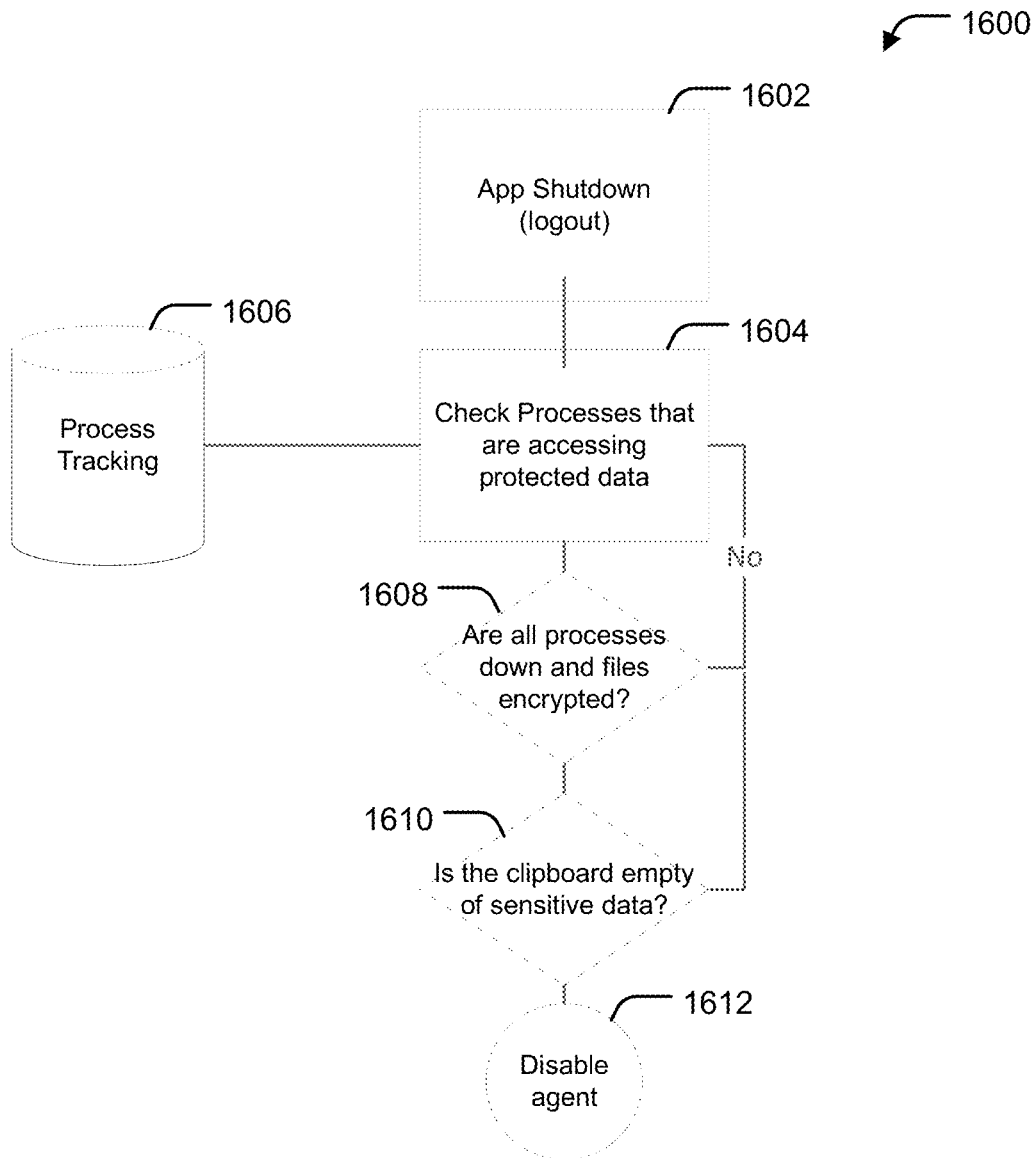 1600
1602
App Shutdown
(logout)
1606
1604
Process
Tracking
Check Processes that
are accessing
protected data
No
1608
Are all processes
down and files
encrypted?
1610
Is the clipboard empty
of sensitive data?
1612
Disable
agent